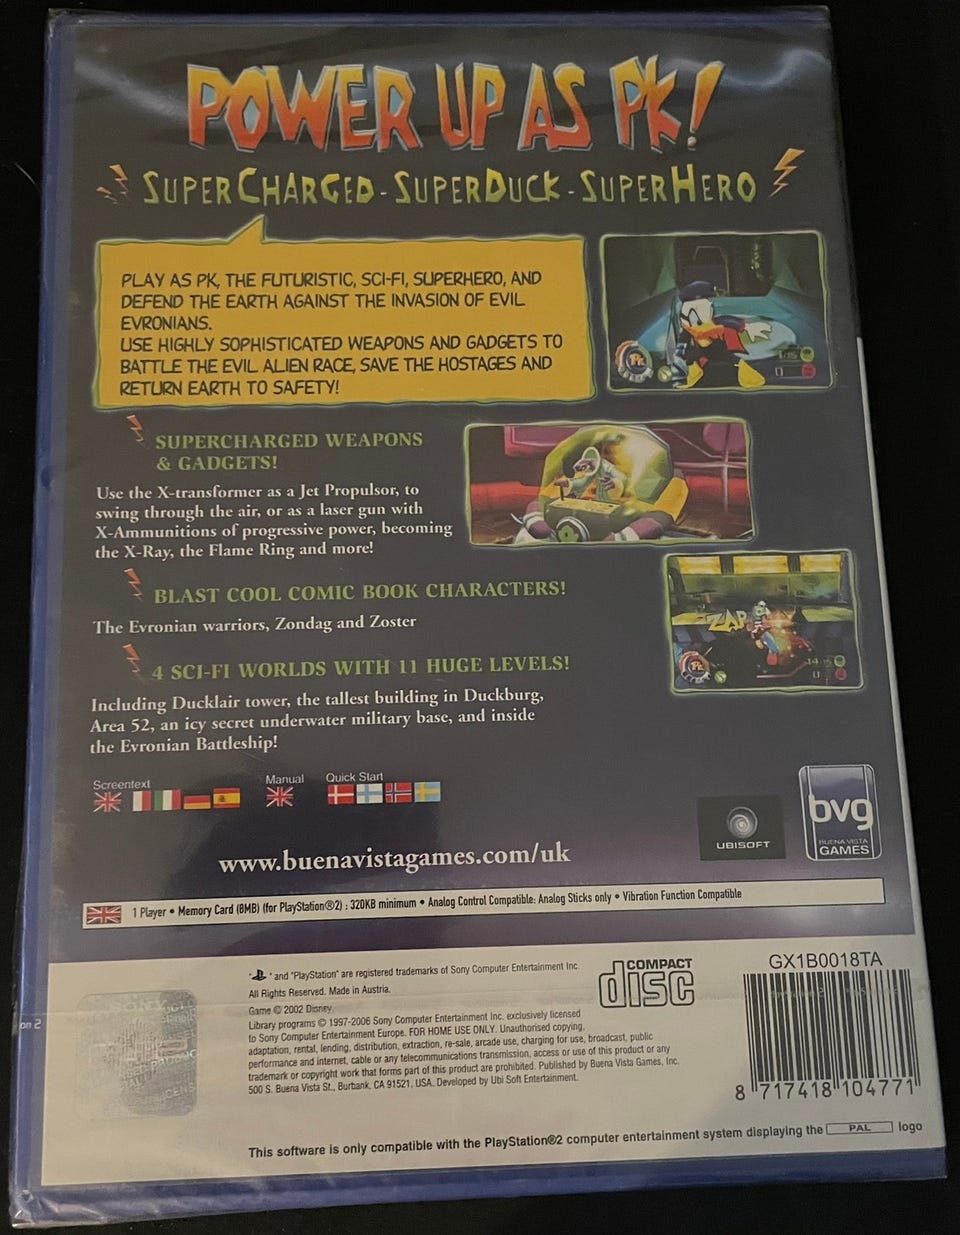 POWER UP AS PK!
SUPERCHARGED - SUPERDUCK - SUPERHERO
PLAY AS PK, THE FUTURISTIC, SCI-FI, SUPERHERO, AND
DEFEND THE EARTH AGAINST THE INVASION OF EVIL
EVRONIANS.
USE HIGHLY SOPHISTICATED WEAPONS AND GADGETS TO
BATTLE THE EVIL ALIEN RACE, SAVE THE HOSTAGES AND
RETURN EARTH TO SAFETY!
SUPERCHARGED WEAPONS
& GADGETS!
Use the X-transformer as a Jet Propulsor, to
swing through the air, or as a laser gun with
X-Ammunitions of progressive power, becoming
the X-Ray, the Flame Ring and more!
BLAST COOL COMIC BOOK CHARACTERS!
The Evronian warriors, Zondag and Zoster
ZAP
4 SCI-FI WORLDS WITH 11 HUGE LEVELS!
Including Ducklair tower, the tallest building in Duckburg,
Area 52, an icy secret underwater military base, and inside
the Evronian Battleship!
Screentext
Manual
Quick Start
UBISOFT
bvg
BUENA VISTA
GAMES
www.buenavistagames.com/uk
1 Player • Memory Card (8MB) (for PlayStation®2) : 320KB minimum • Analog Control Compatible: Analog Sticks only • Vibration Function Compatible
" " and "PlayStation" are registered trademarks of Sony Computer Entertainment Inc.
All Rights Reserved. Made in Austria.
Game © 2002 Disney.
Library programs © 1997-2006 Sony Computer Entertainment Inc. exclusively licensed
to Sony Computer Entertainment Europe. FOR HOME USE ONLY. Unauthorised copying,
adaptation, rental, lending, distribution, extraction, re-sale, arcade use, charging for use, broadcast, public
performance and internet, cable or any telecommunications transmission, access or use of this product or any
trademark or copyright work that forms part of this product are prohibited. Published by Buena Vista Games, Inc.
500 S. Buena Vista St., Burbank, CA 91521, USA. Developed by Ubi Soft Entertainment.
COMPACT
disc
GX1B0018TA
8 717418 104771
on 2
This software is only compatible with the PlayStation®2 computer entertainment system displaying the PAL logo